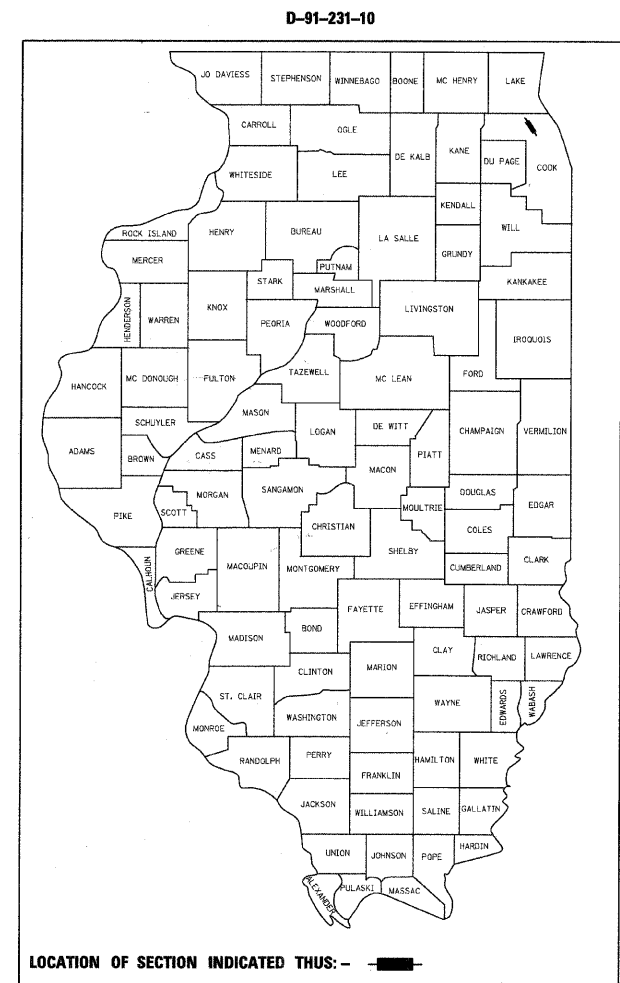 D-91-231-10
JO DAVIESS
STEPHENSON
WINNEBAGO
BOONE
MC HENRY
LAKE
CARROLL
OGLE
DE KALB
KANE
DU PAGE
COOK
WHITESIDE
LEE
KENDALL
WILL
ROCK ISLAND
HENRY
BUREAU
LA SALLE
GRUNDY
MERCER
PUTNAM
STARK
MARSHALL
KANKAKEE
HENDERSON
WARREN
KNOX
PEORIA
WOODFORD
LIVINGSTON
IROQUOIS
HANCOCK
MC DONOUGH
FULTON
TAZEWELL
MC LEAN
FORD
MASON
SCHUYLER
LOGAN
DE WITT
CHAMPAIGN
VERMILION
ADAMS
BROWN
CASS
MENARD
PIATT
MACON
MORGAN
SANGAMON
DOUGLAS
EDGAR
PIKE
SCOTT
CHRISTIAN
MOULTRIE
COLES
GREENE
MACOUPIN
MONTGOMERY
SHELBY
CUMBERLAND
CLARK
CALHOUN
JERSEY
FAYETTE
EFFINGHAM
JASPER
CRAWFORD
MADISON
BOND
CLAY
RICHLAND
LAWRENCE
CLINTON
MARION
ST. CLAIR
WAYNE
EDWARDS
WABASH
WASHINGTON
JEFFERSON
MONROE
RANDOLPH
PERRY
HAMILTON
WHITE
FRANKLIN
JACKSON
WILLIAMSON
SALINE
GALLATIN
UNION
JOHNSON
POPE
HARDIN
ALEXANDER
PULASKI
MASSAC
LOCATION OF SECTION INDICATED THUS: -